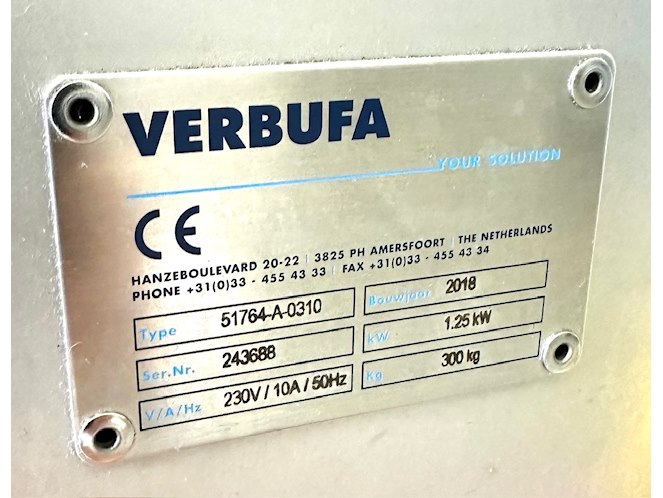 VERBUFA
YOUR SOLUTION
CE
HANZEBOULEVARD 20-22 | 3825 PH AMERSFOORT | THE NETHERLANDS
PHONE +31(0)33 - 455 43 33 | FAX +31(0)33 - 455 43 34
Type 51764-A-0310 Bouwjaar 2018
Ser.Nr. 243688 kW 1.25 kW
V/A/Hz 230V / 10A / 50Hz Kg 300 kg